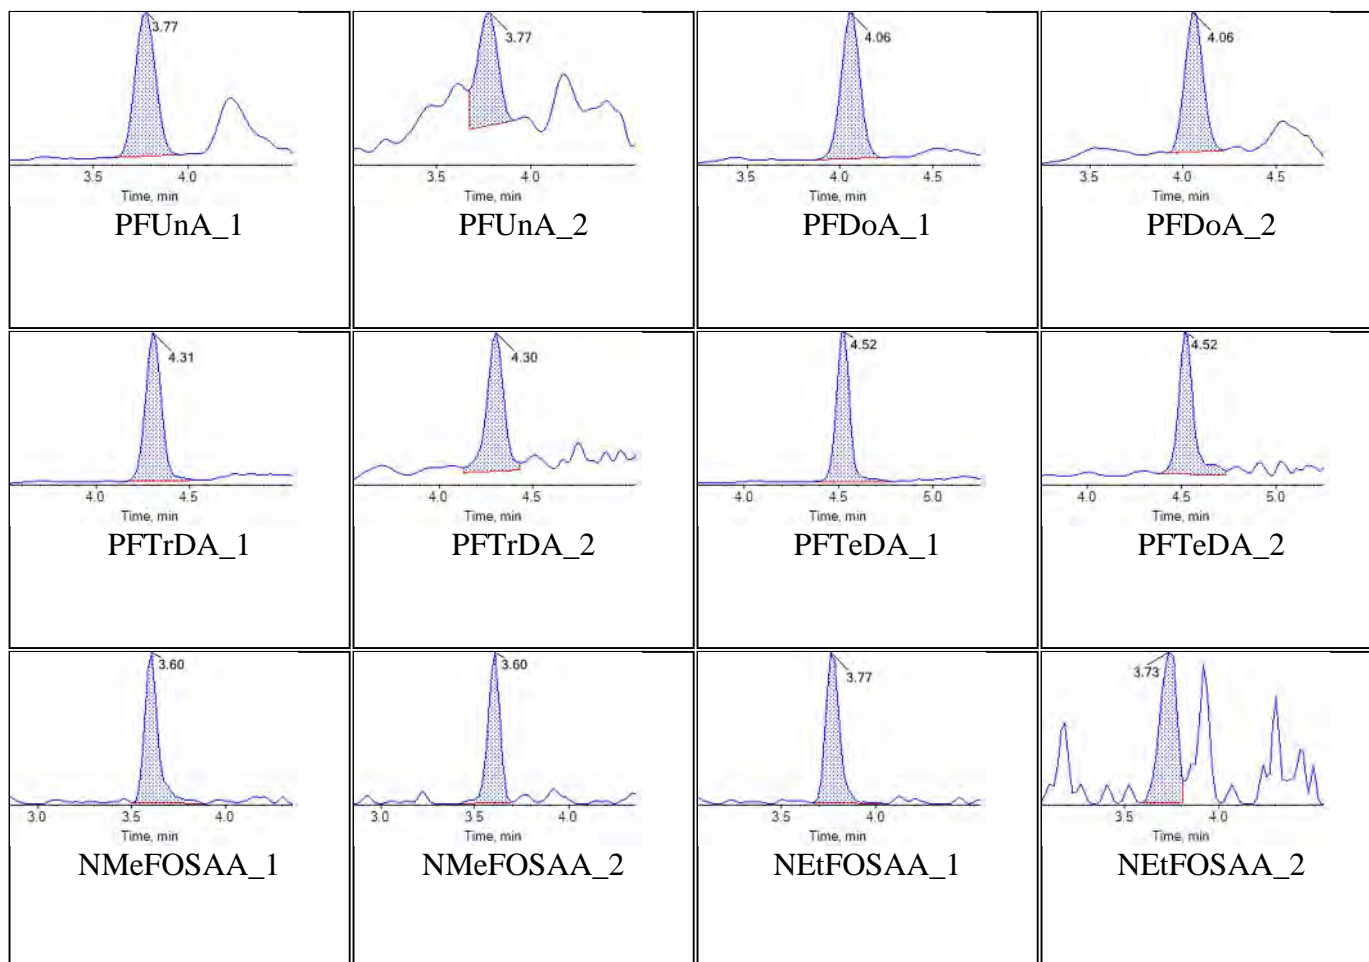 3.77
3.5 4.0
Time, min
PFUnA_1
3.77
3.5 4.0
Time, min
PFUnA_2
4.06
3.5 4.0 4.5
Time, min
PFDoA_1
4.06
3.5 4.0 4.5
Time, min
PFDoA_2
4.31
4.0 4.5
Time, min
PFTrDA_1
4.30
4.0 4.5
Time, min
PFTrDA_2
4.52
4.0 4.5 5.0
Time, min
PFTeDA_1
4.52
4.0 4.5 5.0
Time, min
PFTeDA_2
3.60
3.0 3.5 4.0
Time, min
NMeFOSAA_1
3.60
3.0 3.5 4.0
Time, min
NMeFOSAA_2
3.77
3.5 4.0
Time, min
NEtFOSAA_1
3.73
3.5 4.0
Time, min
NEtFOSAA_2